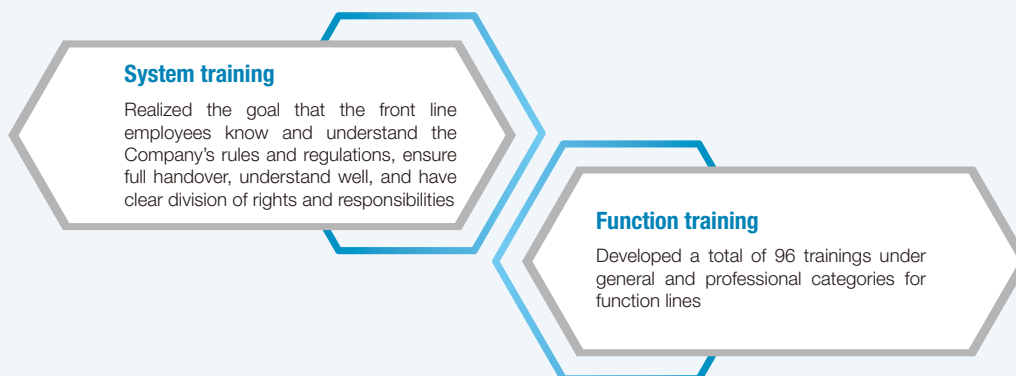 System training
Realized the goal that the front line
employees know and understand the
Company's rules and regulations, ensure
full handover, understand well, and have
clear division of rights and responsibilities
Function training
Developed a total of 96 trainings under
general and professional categories for
function lines